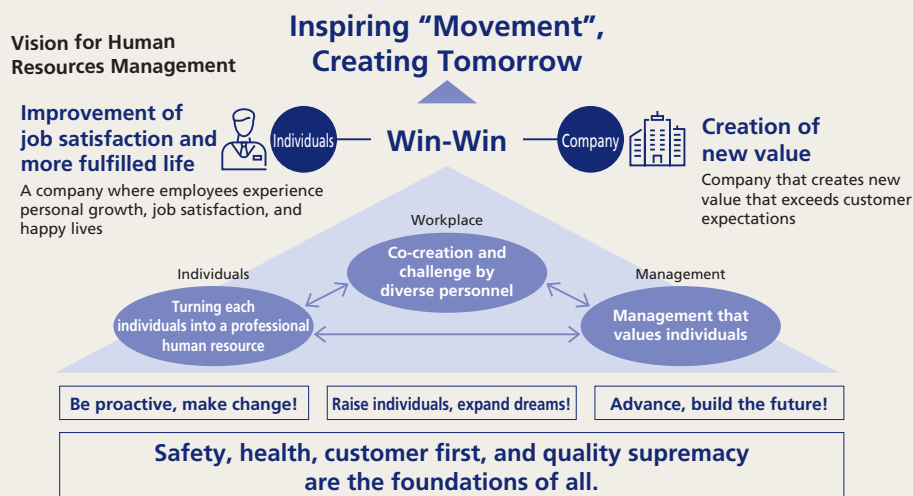 Vision for Human
Resources Management
Inspiring “Movement”,
Creating Tomorrow
Improvement of
job satisfaction and
more fulfilled life
A company where employees experience
personal growth, job satisfaction, and
happy lives
Individuals
Win-Win
Company
Creation of
new value
Company that creates new
value that exceeds customer
expectations
Workplace
Co-creation and
challenge by
diverse personnel
Individuals
Turning each
individuals into a professional
human resource
Management
Management that
values individuals
Be proactive, make change!
Raise individuals, expand dreams!
Advance, build the future!
Safety, health, customer first, and quality supremacy
are the foundations of all.